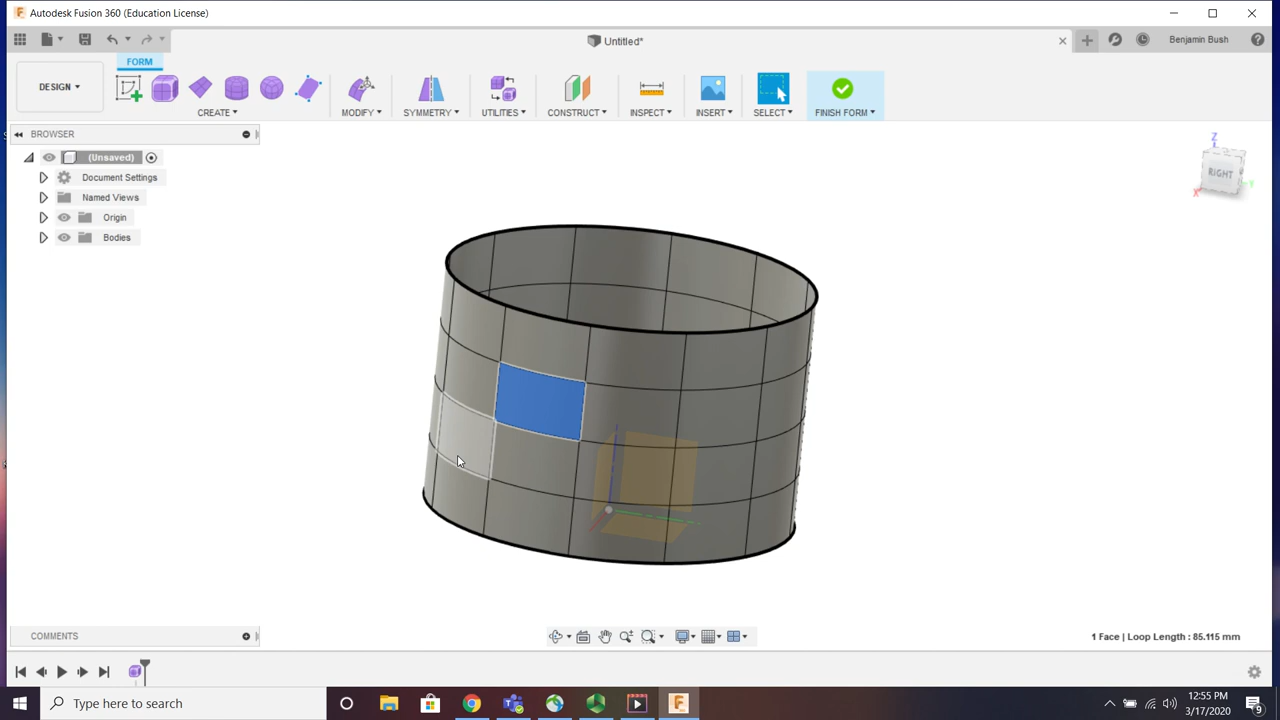 Autodesk Fusion 360 (Education License)
Untitled*
Benjamin Bush
FORM
DESIGN
CREATE
MODIFY
SYMMETRY
UTILITIES
CONSTRUCT
INSPECT
INSERT
SELECT
FINISH FORM
BROWSER
(Unsaved)
Document Settings
Named Views
Origin
Bodies
Z
RIGHT
X
Y
COMMENTS
1 Face | Loop Length : 85.115 mm
Type here to search
12:55 PM
3/17/2020
9